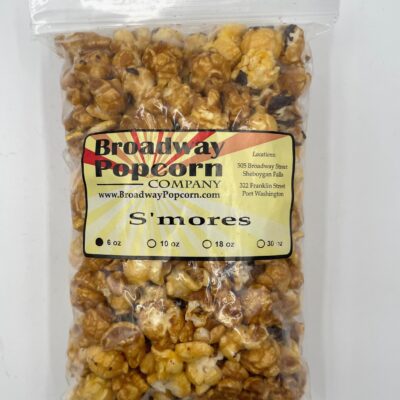 Broadway
Popcorn
COMPANY
www.BroadwayPopcorn.com
Locations:
505 Broadway Street
Sheboygan Falls
322 Franklin Street
Port Washington
S'mores
6 oz 10 oz 18 oz 30 oz